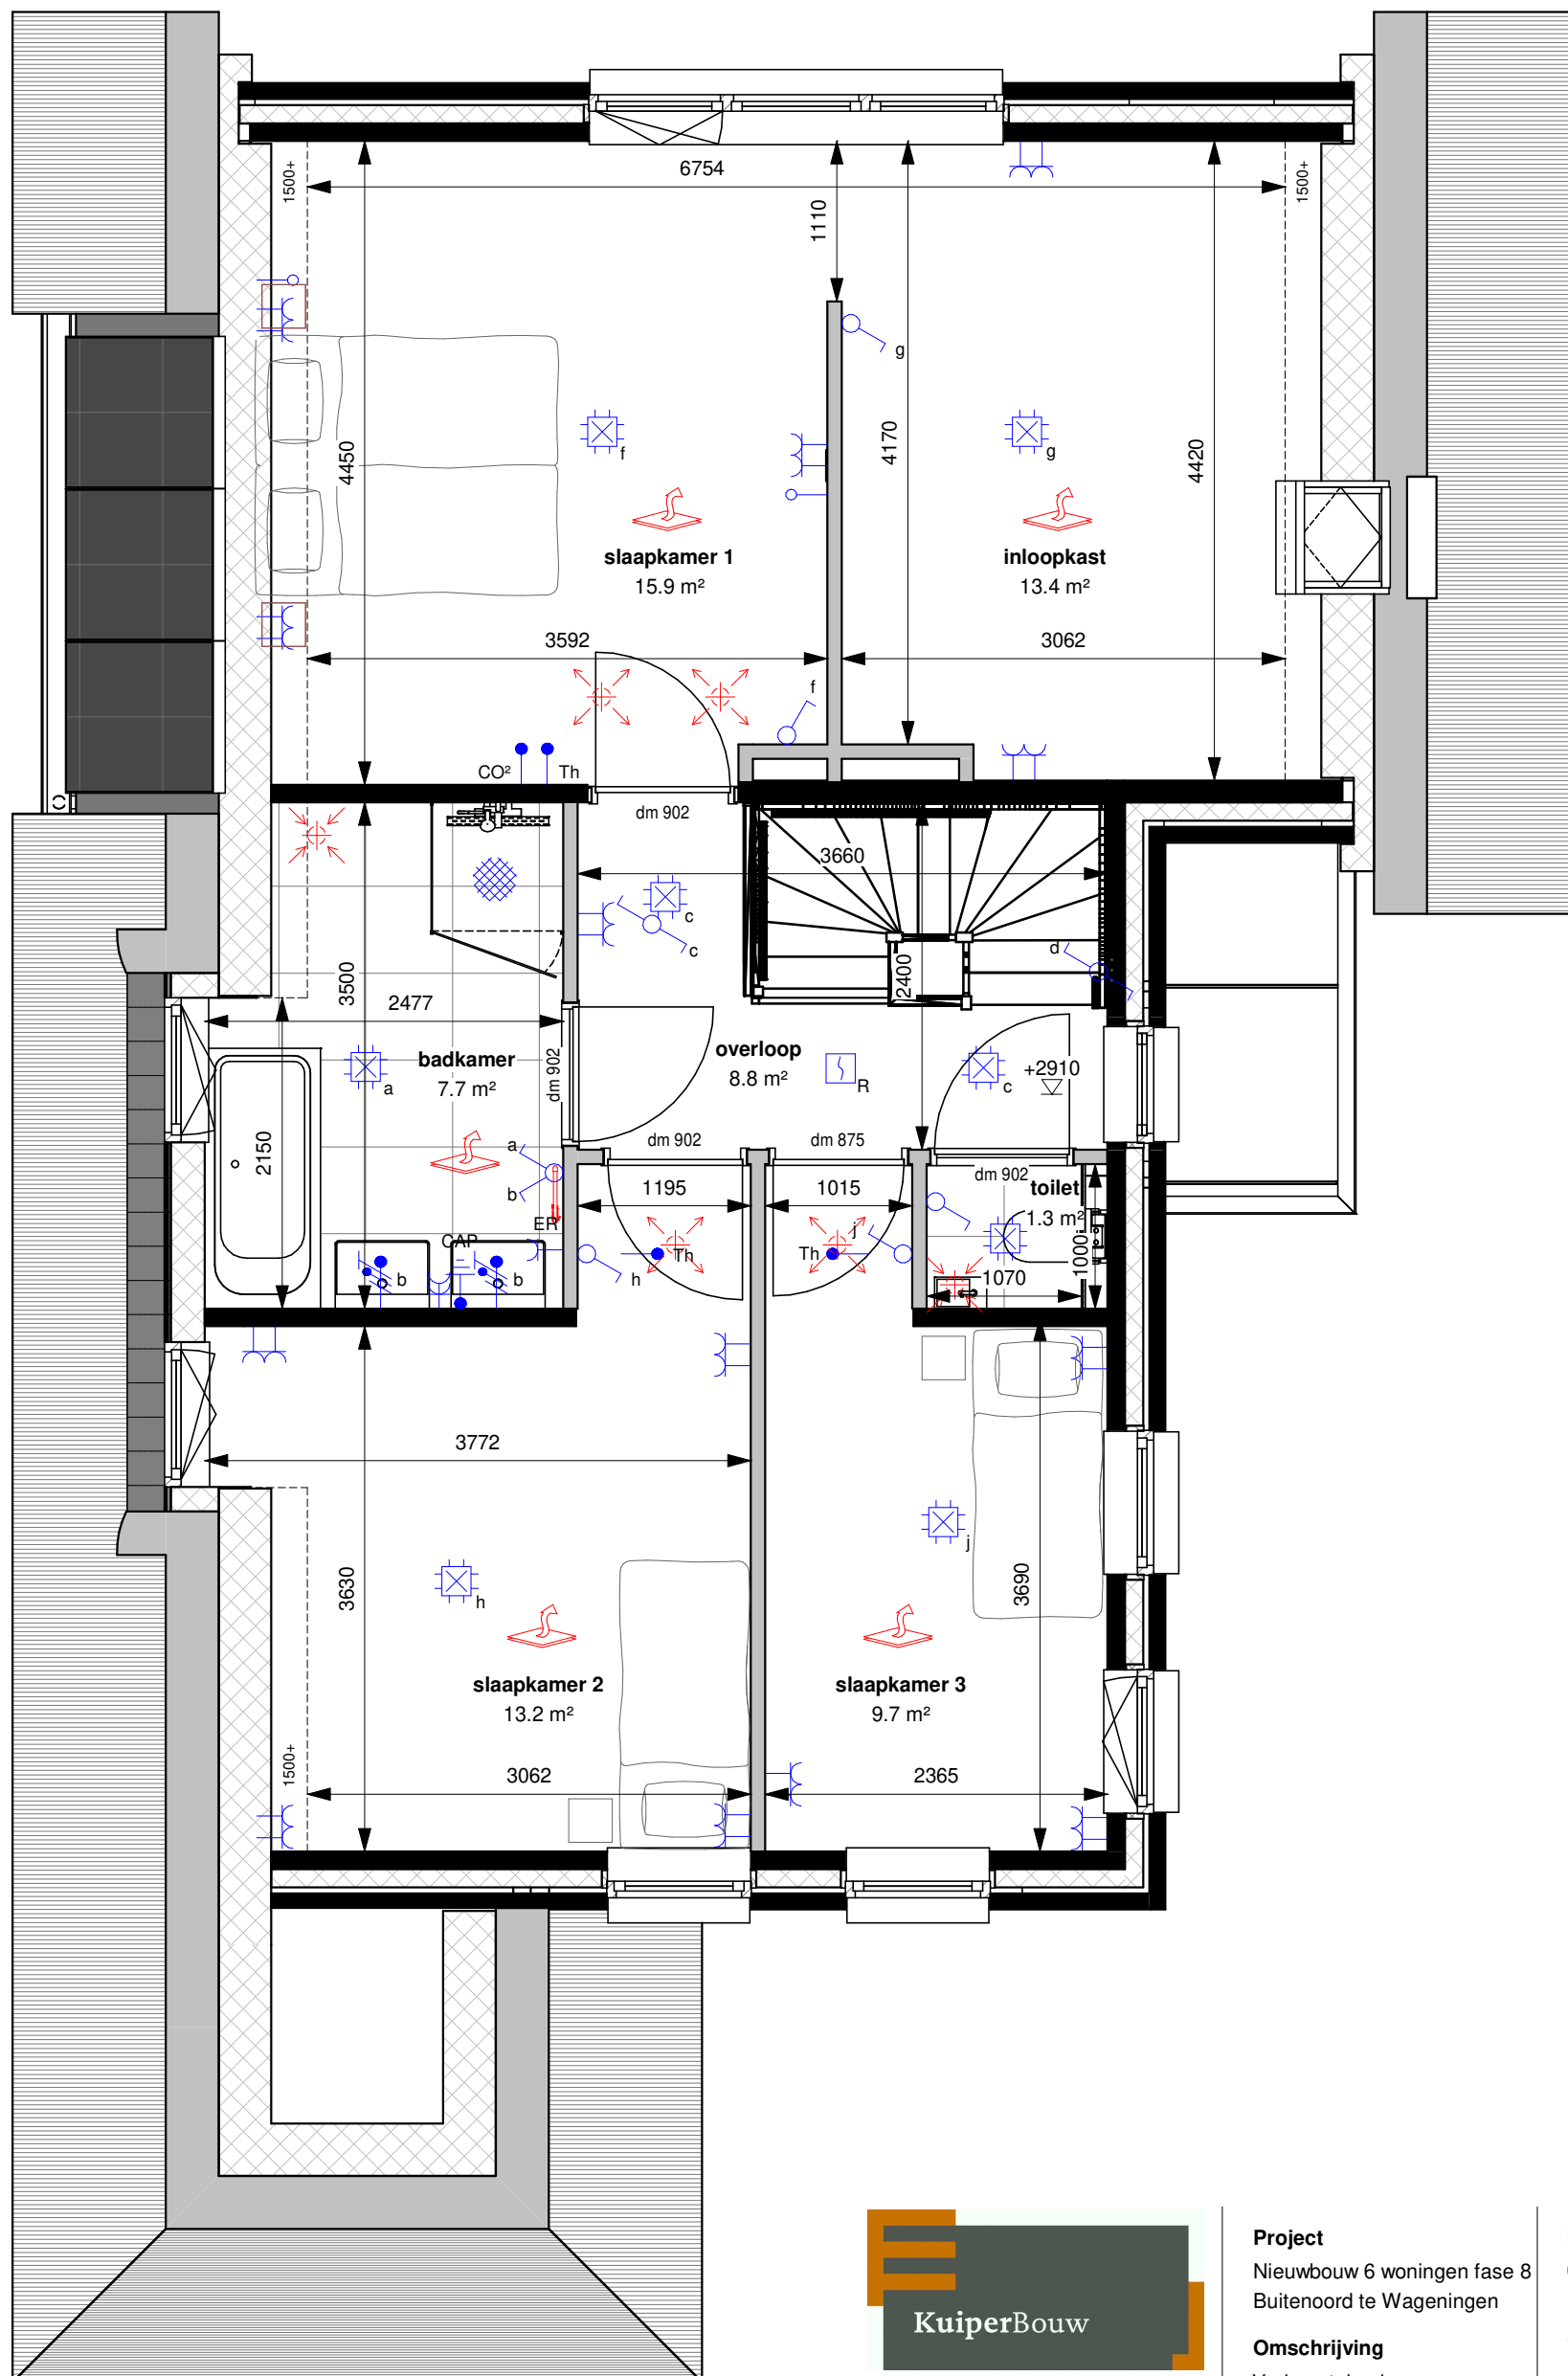 6754
1500+
1500+
1110
g
4450
4170
4420
f
g
slaapkamer 1
15.9 m²
inloopkast
13.4 m²
3592
3062
f
CO²
Th
dm 902
3660
c
c
d
3500
2400
2477
badkamer
7.7 m²
a
dm 902
overloop
8.8 m²
R
c
+2910
2150
a
b
dm 902
dm 875
dm 902
toilet
1.3 m²
1195
1015
ER
CAP
j
Th
Th
h
1000
1070
b
b
3772
3630
3690
h
j
slaapkamer 2
13.2 m²
slaapkamer 3
9.7 m²
1500+
3062
2365
KuiperBouw
Project
Nieuwbouw 6 woningen fase 8
Buitenoord te Wageningen
Omschrijving